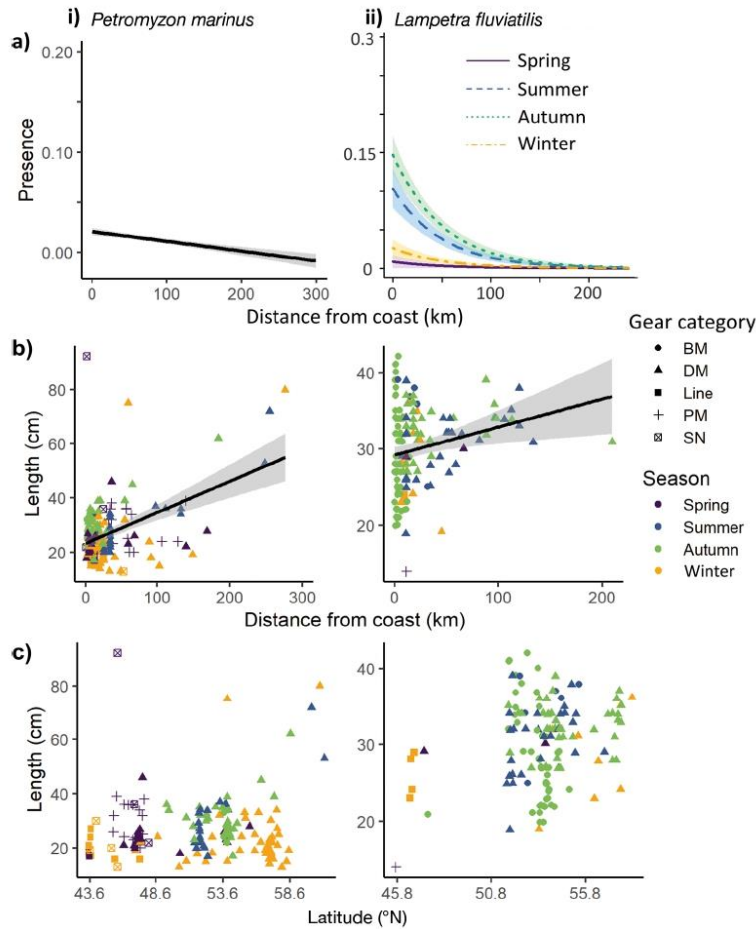 i) Petromyzon marinus
ii) Lampetra fluviatilis
a)
Presence
0.20
0.10
0.00
0 100 200 300
0.3
0.15
0
0 100 200
Spring
Summer
Autumn
Winter
Distance from coast (km)
b)
Length (cm)
80
60
40
20
0 100 200 300
40
30
20
0 100 200
Distance from coast (km)
Gear category
BM
DM
Line
PM
SN
Season
Spring
Summer
Autumn
Winter
c)
Length (cm)
80
60
40
20
43.6 48.6 53.6 58.6
40
30
20
45.8 50.8 55.8
Latitude (°N)